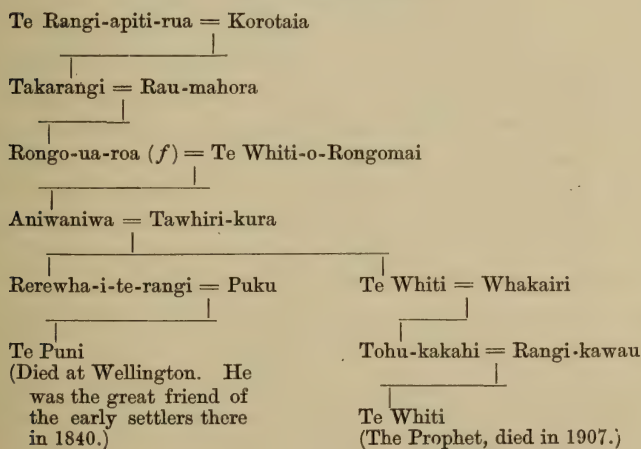 Te Rangi-apiti-rua = Korotaia
Takarangi = Rau-mahora
Rongo-ua-roa (f) = Te Whiti-o-Rongomai
Aniwaniwa = Tawhiri-kura
Rerewha-i-te-rangi = Puku Te Whiti = Whakairi
Te Puni Tohu-kakahi = Rangi-kawau
(Died at Wellington. He
was the great friend of
the early settlers there
in 1840.)
Te Whiti
(The Prophet, died in 1907.)